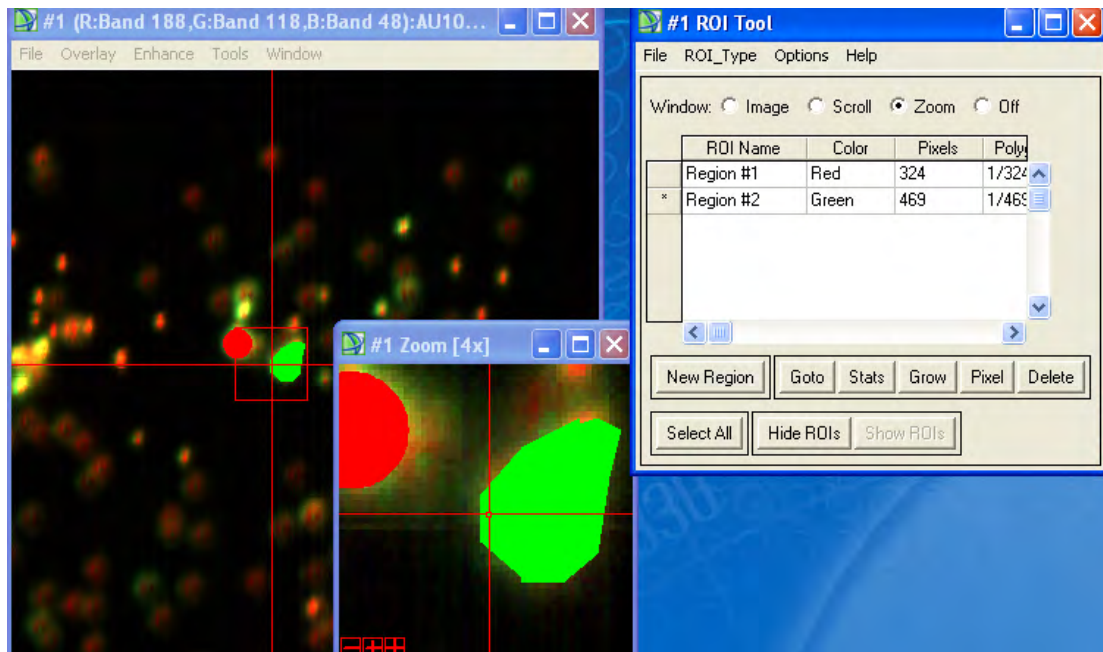 #1 (R:Band 188,G:Band 118,B:Band 48):AU10...
File Overlay Enhance Tools Window
#1 Zoom [4x]
#1 ROI Tool
File ROI_Type Options Help
Window: Image Scroll Zoom Off
ROI Name Color Pixels Polyg
Region #1 Red 324 1/324
* Region #2 Green 469 1/469
New Region Goto Stats Grow Pixel Delete
Select All Hide ROIs Show ROIs